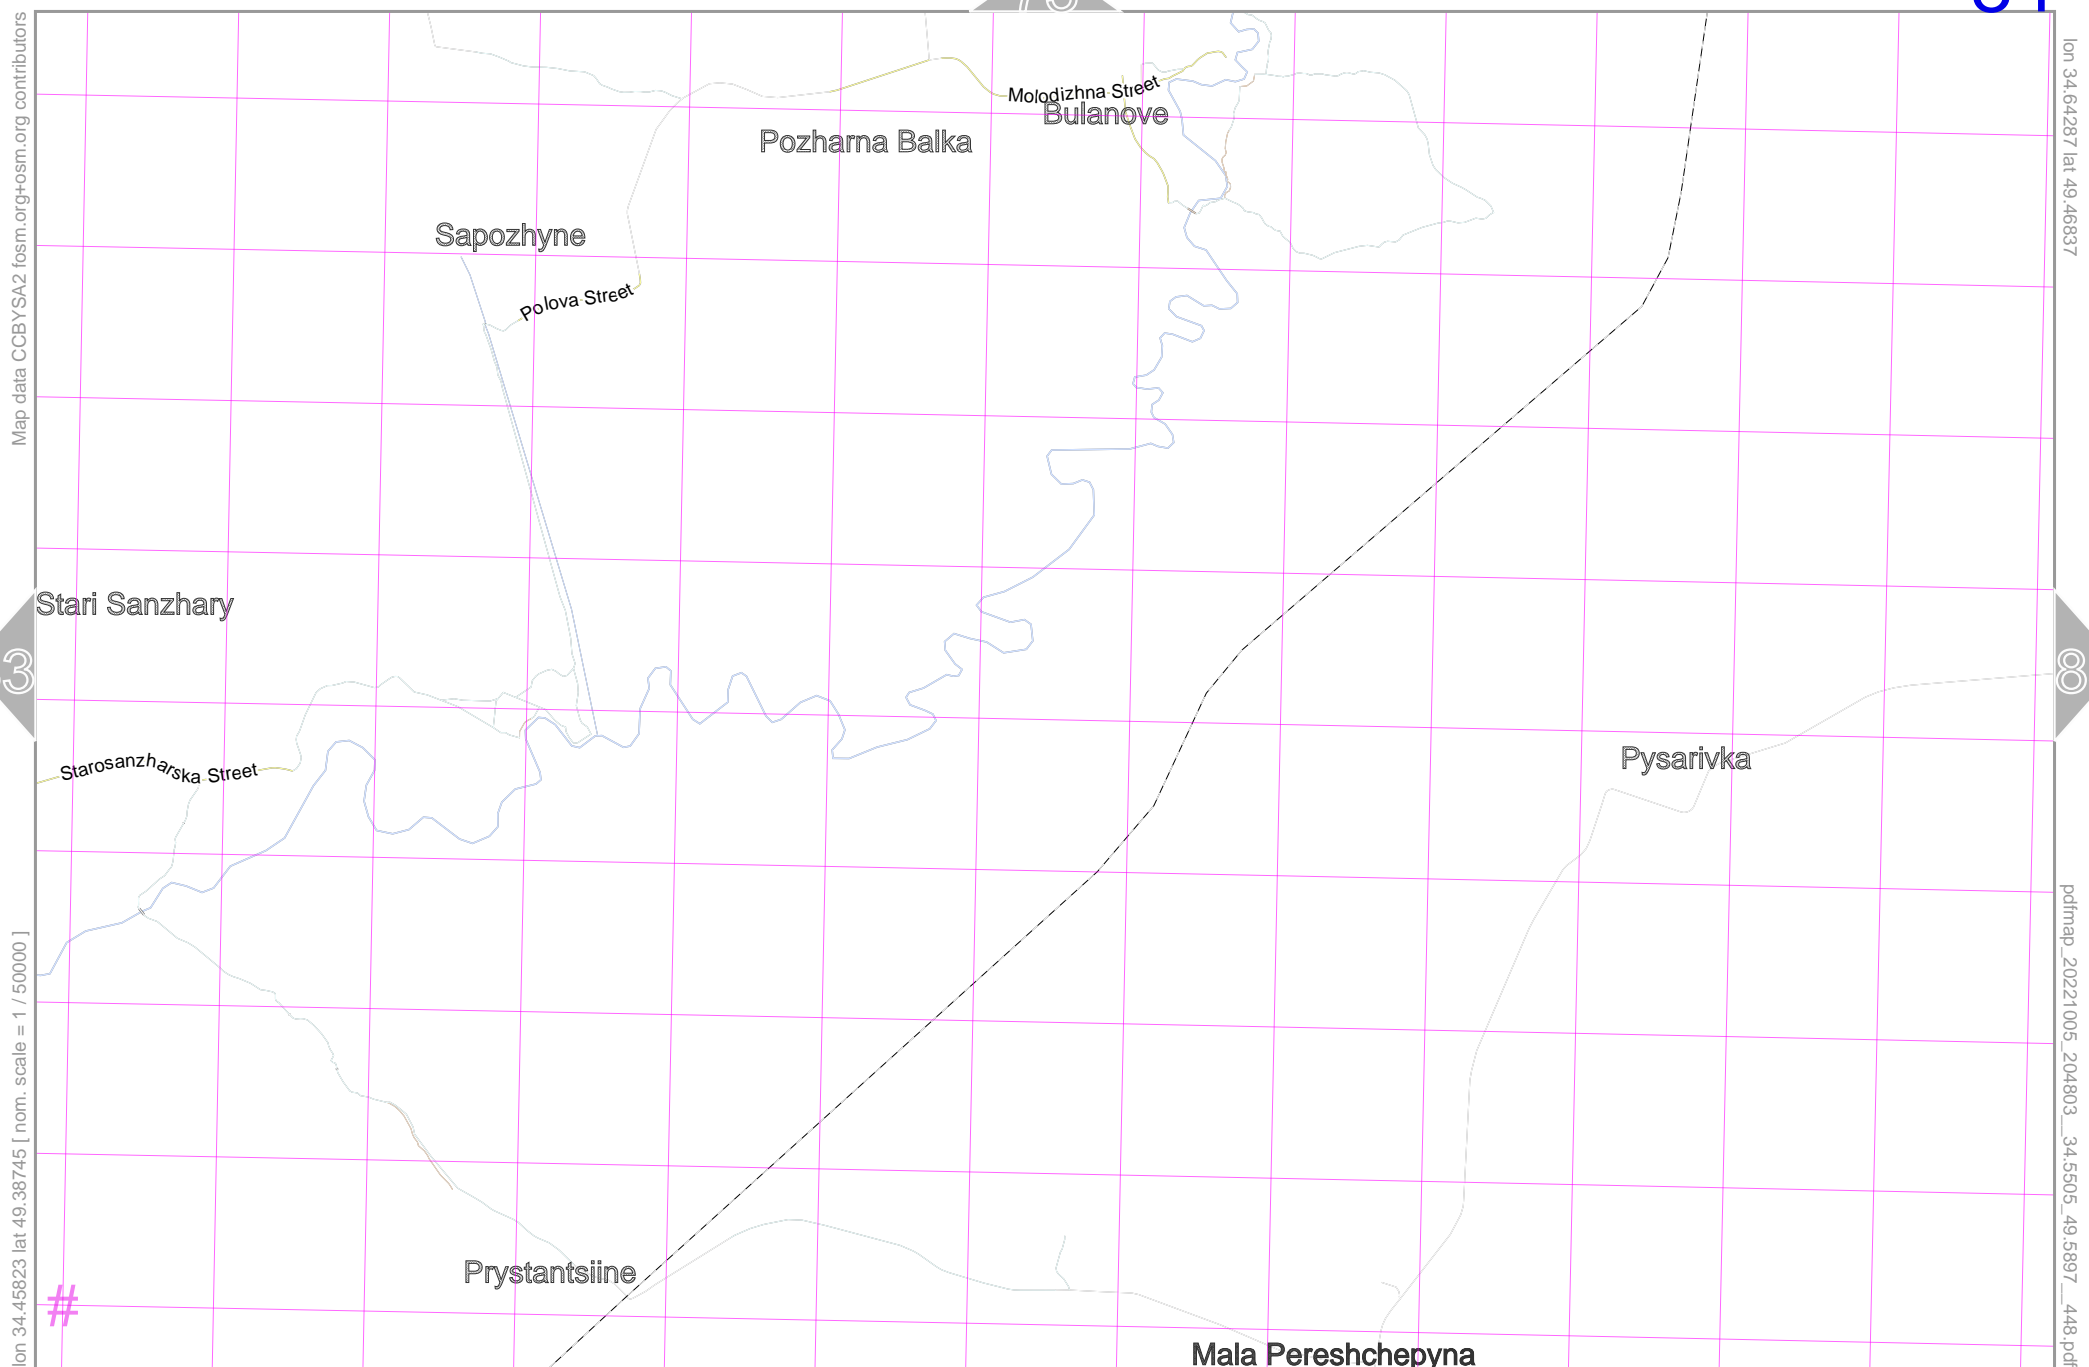 Map data CCBYSA2 fosm.org+osm.org contributors
lon 34.64287 lat 49.46837
Molodizhna Street
Bulanove
Pozharna Balka
Sapozhyne
Polova Street
Stari Sanzhary
3
8
Pysarivka
Starosanzharska Street
lon 34.45823 lat 49.38745 [ nom. scale = 1 / 50000 ]
pdfmap_20221005_204803__34.5505_49.5897__448.pdf
Prystantsiine
#
Mala Pereshchepyna